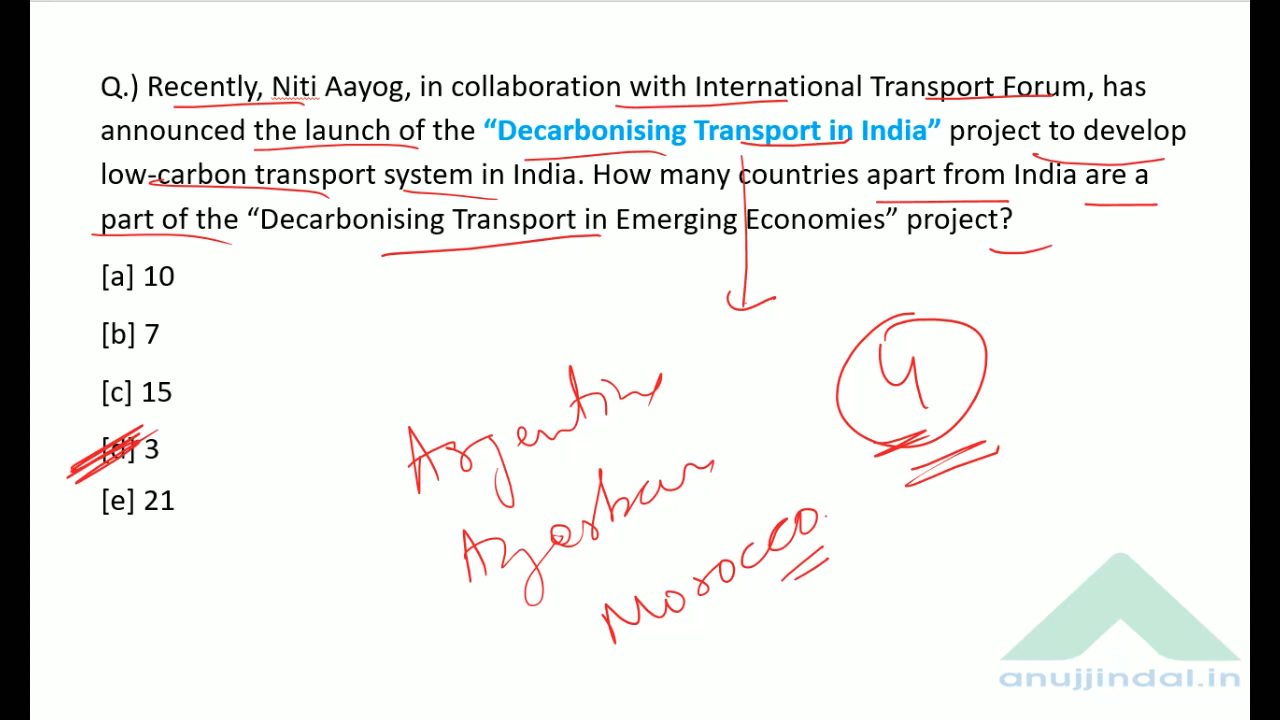 Q.) Recently, Niti Aayog, in collaboration with International Transport Forum, has
announced the launch of the “Decarbonising Transport in India” project to develop
low-carbon transport system in India. How many countries apart from India are a
part of the “Decarbonising Transport in Emerging Economies” project?
[a] 10
[b] 7
[c] 15
[d] 3
[e] 21
4
Argentina
Morocco
anujjindal.in